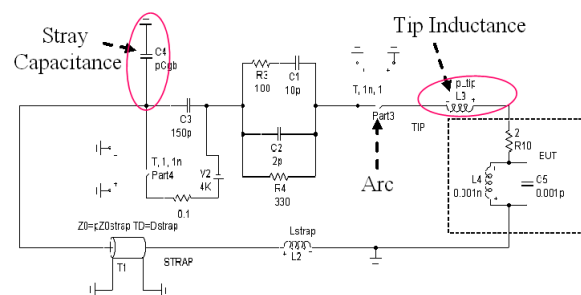 Stray
Capacitance
C4
pCgb
Tip Inductance
R3
100
C1
10p
p_tip
L3
C3
150p
T, 1n, 1
Part3
TIP
2
R10
T, 1, 1n
Part4
V2
4K
C2
2p
Arc
EUT
L4
0.001n
C5
0.001p
0.1
R4
330
Z0=pZ0strap TD=Dstrap
T1
STRAP
Lstrap
L2